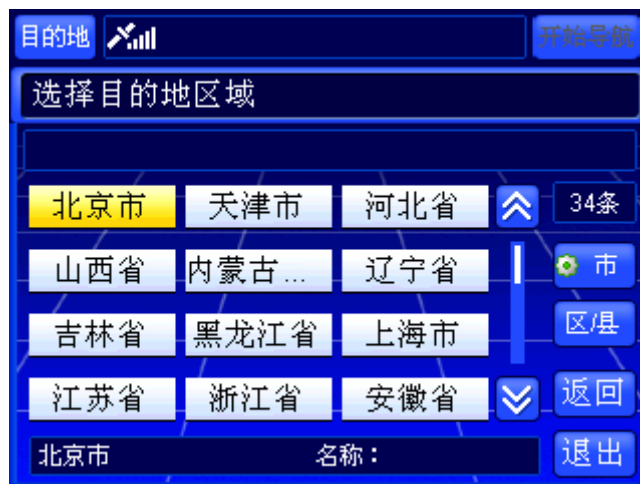 目的地 开始导航
选择目的地区域
北京市 天津市 河北省 34条
山西省 内蒙古... 辽宁省 市
吉林省 黑龙江省 上海市 区/县
江苏省 浙江省 安徽省 返回
北京市 名称： 退出